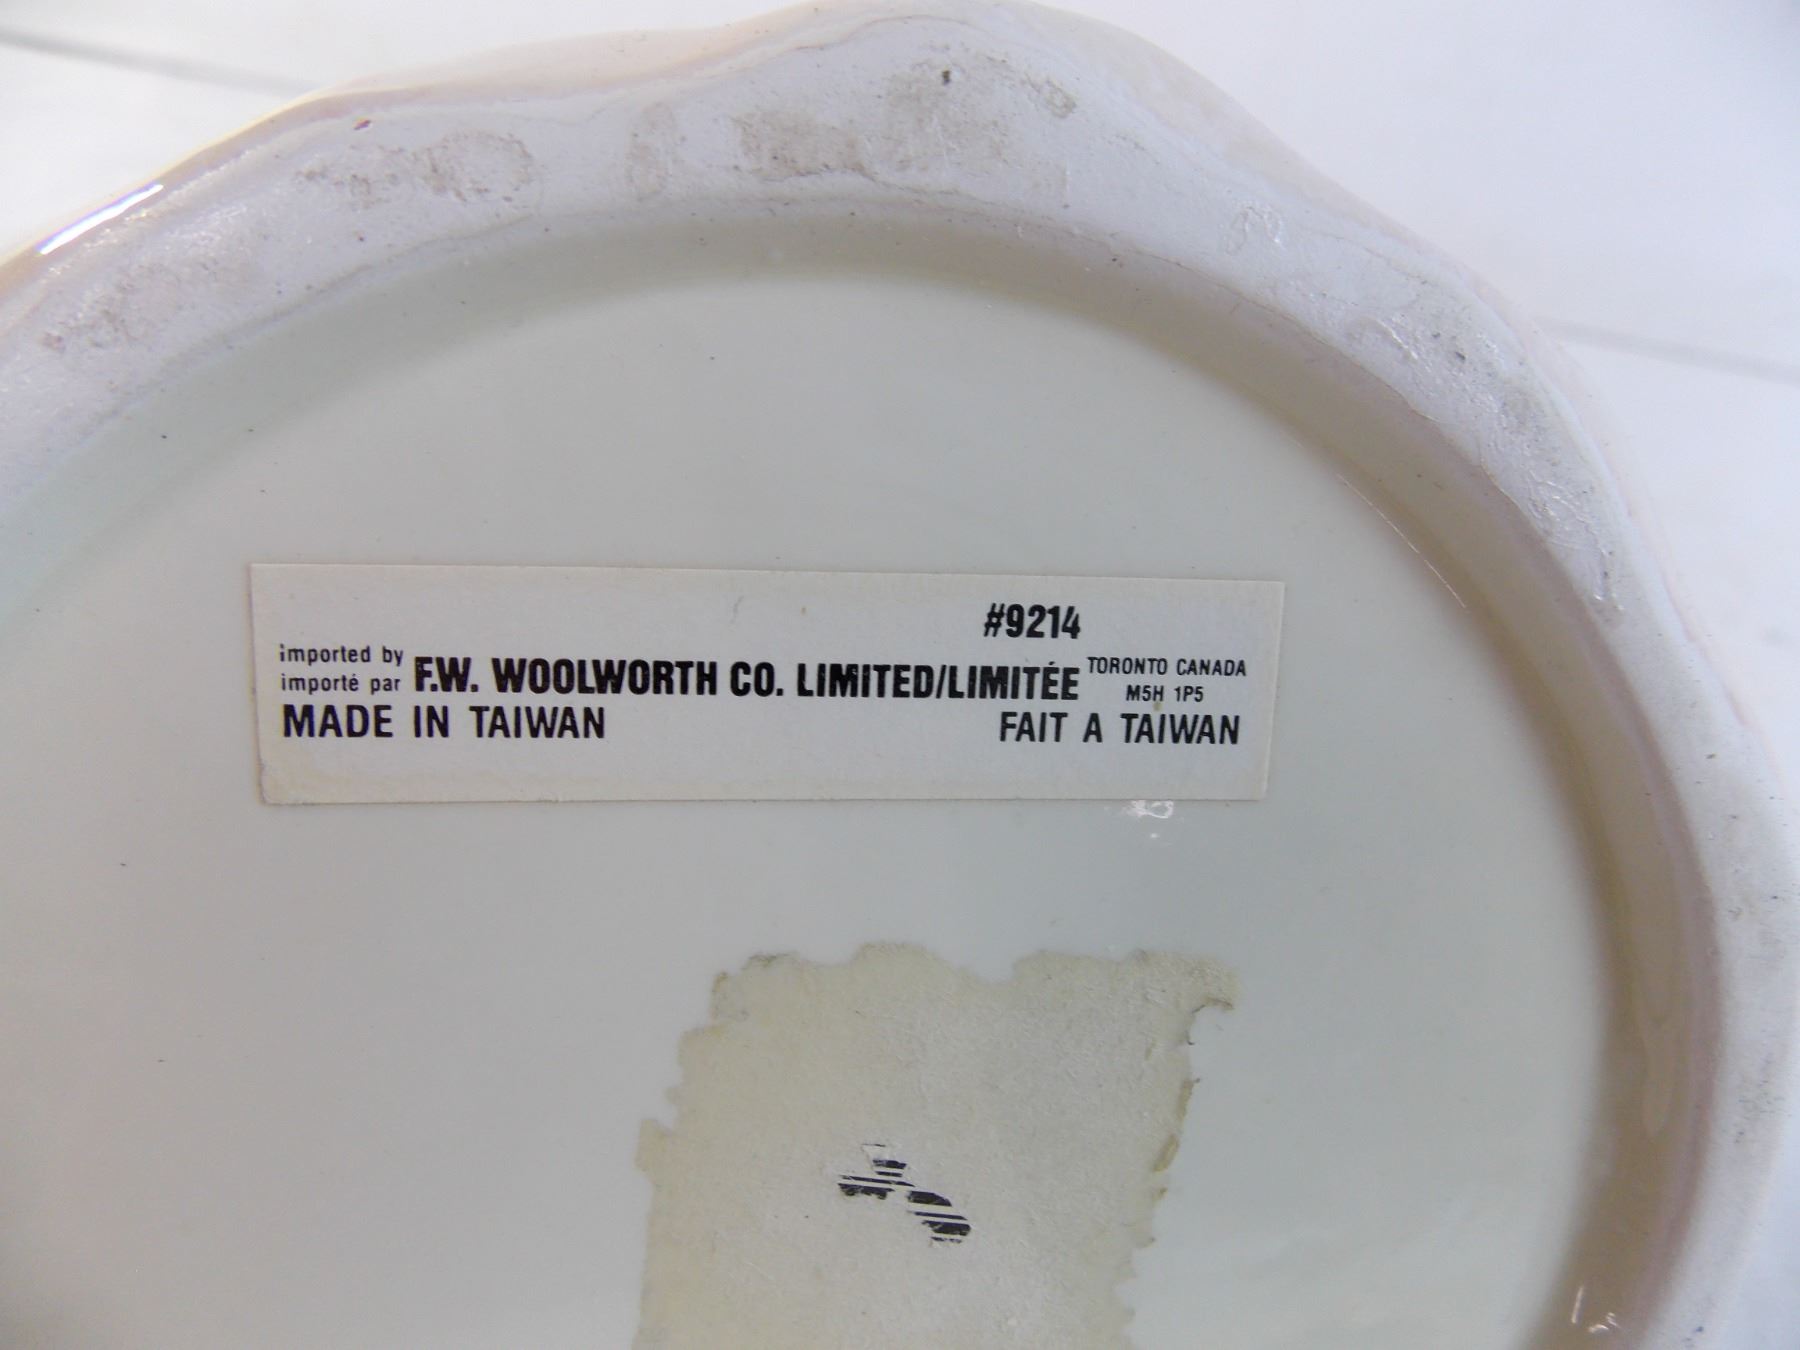 #9214
imported by
importé par
F.W. WOOLWORTH CO. LIMITED/LIMITÉE
TORONTO CANADA
M5H 1P5
MADE IN TAIWAN
FAIT A TAIWAN